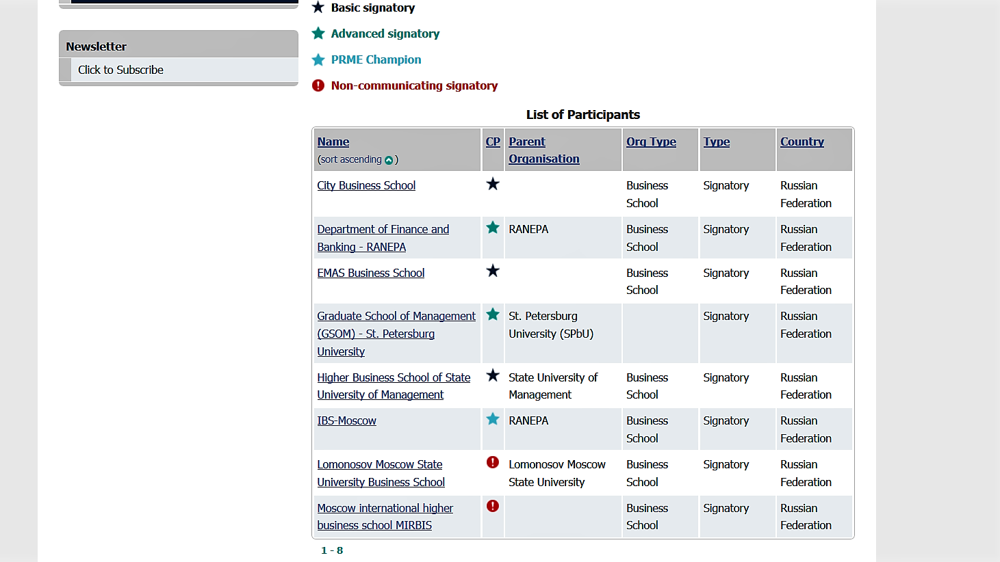 Basic signatory
Advanced signatory
PRME Champion
Non-communicating signatory
Newsletter
Click to Subscribe
List of Participants
Name
(sort ascending )
CP
Parent
Organisation
Org Type
Type
Country
City Business School
Business
School
Signatory
Russian
Federation
Department of Finance and
Banking - RANEPA
RANEPA
Business
School
Signatory
Russian
Federation
EMAS Business School
Business
School
Signatory
Russian
Federation
Graduate School of Management
(GSOM) - St. Petersburg
University
St. Petersburg
University (SPbU)
Signatory
Russian
Federation
Higher Business School of State
University of Management
State University of
Management
Business
School
Signatory
Russian
Federation
IBS-Moscow
RANEPA
Business
School
Signatory
Russian
Federation
Lomonosov Moscow State
University Business School
Lomonosov Moscow
State University
Business
School
Signatory
Russian
Federation
Moscow international higher
business school MIRBIS
Business
School
Signatory
Russian
Federation
1 - 8